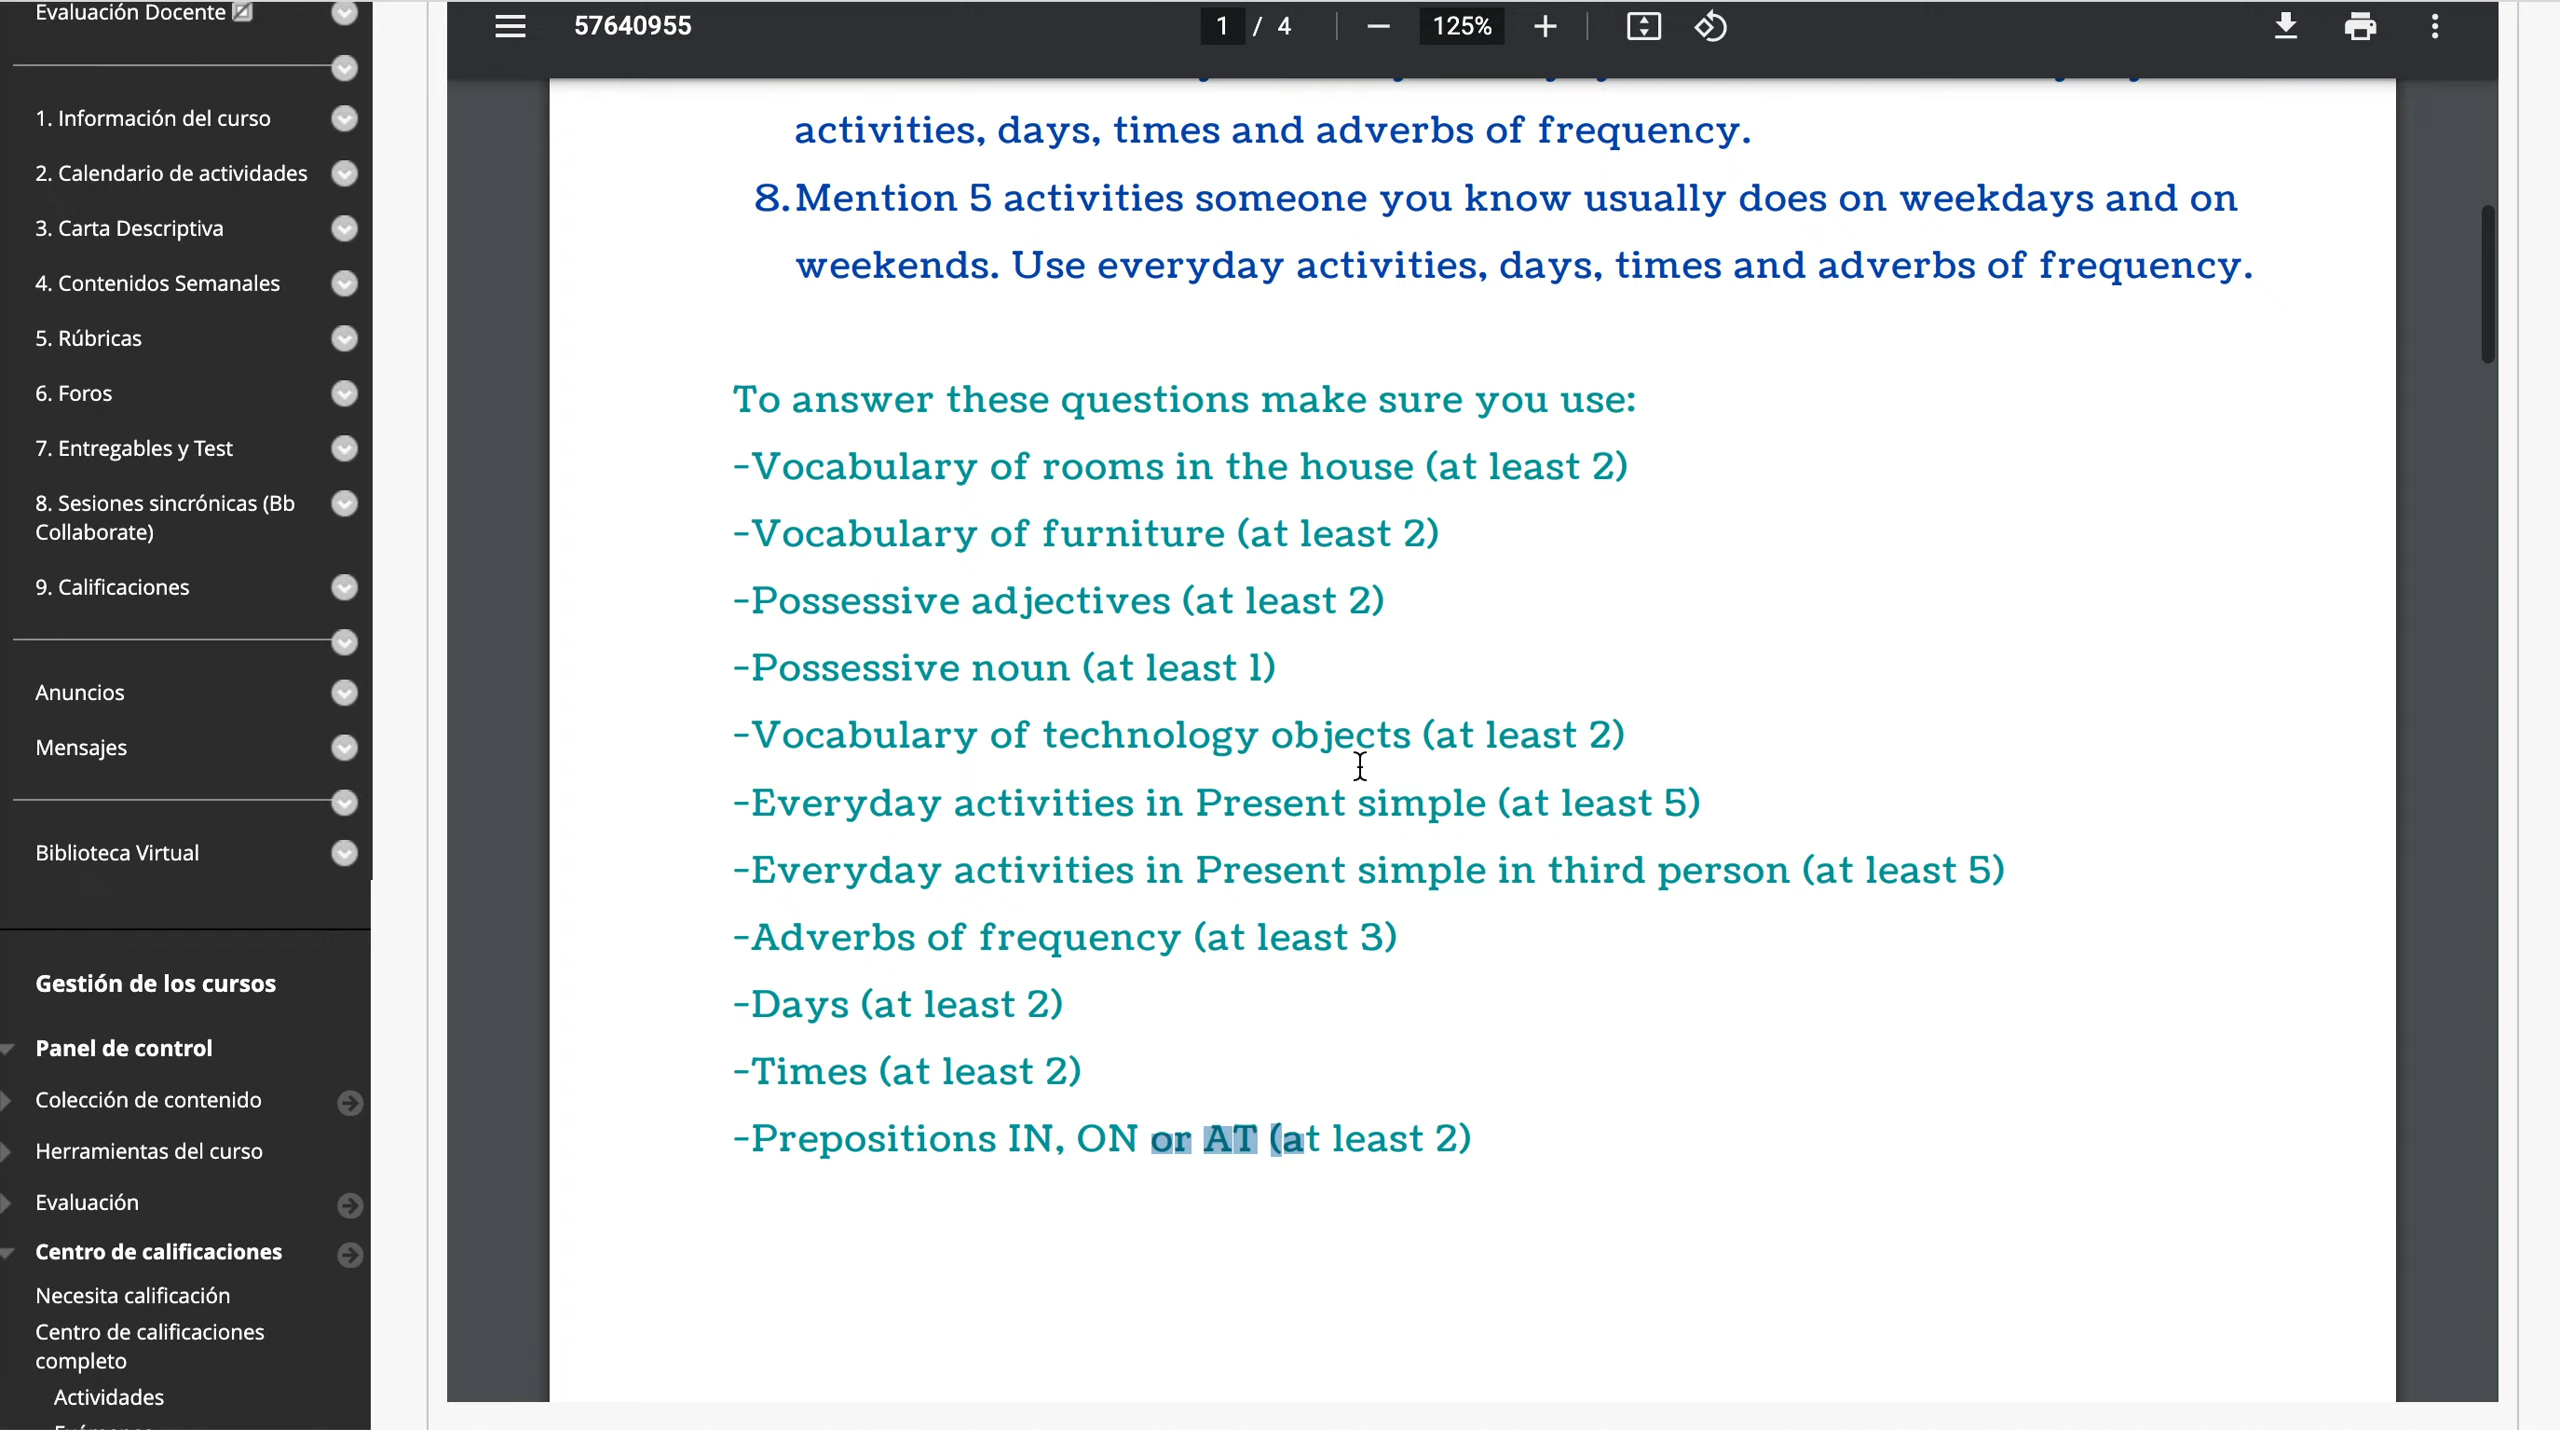 Evaluación Docente
1. Información del curso
2. Calendario de actividades
3. Carta Descriptiva
4. Contenidos Semanales
5. Rúbricas
6. Foros
7. Entregables y Test
8. Sesiones sincrónicas (Bb
Collaborate)
9. Calificaciones
Anuncios
Mensajes
Biblioteca Virtual
Gestión de los cursos
Panel de control
Colección de contenido
Herramientas del curso
Evaluación
Centro de calificaciones
Necesita calificación
Centro de calificaciones
completo
Actividades
57640955
1 / 4
125%
activities, days, times and adverbs of frequency.
8. Mention 5 activities someone you know usually does on weekdays and on
weekends. Use everyday activities, days, times and adverbs of frequency.
To answer these questions make sure you use:
-Vocabulary of rooms in the house (at least 2)
-Vocabulary of furniture (at least 2)
-Possessive adjectives (at least 2)
-Possessive noun (at least 1)
-Vocabulary of technology objects (at least 2)
-Everyday activities in Present simple (at least 5)
-Everyday activities in Present simple in third person (at least 5)
-Adverbs of frequency (at least 3)
-Days (at least 2)
-Times (at least 2)
-Prepositions IN, ON or AT (at least 2)